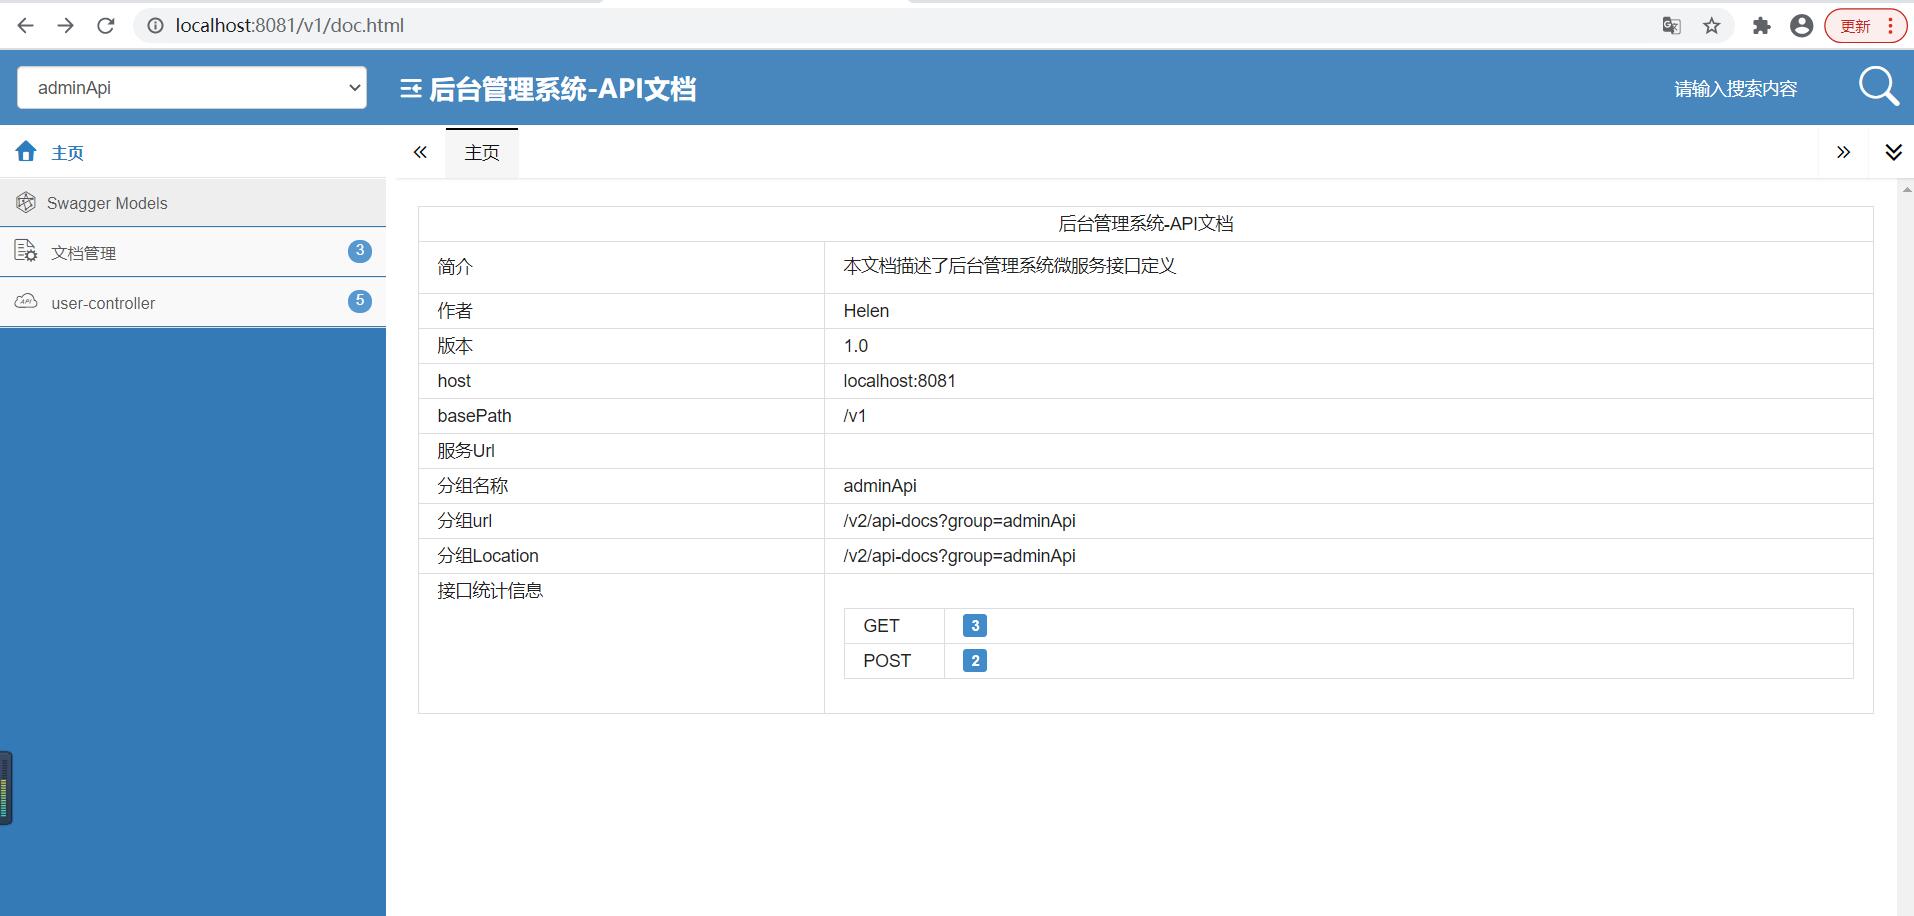 localhost:8081/v1/doc.html
更新
adminApi
后台管理系统-API文档
请输入搜索内容
主页
Swagger Models
文档管理
3
API
user-controller
5
主页
后台管理系统-API文档
简介 本文档描述了后台管理系统微服务接口定义
作者 Helen
版本 1.0
host localhost:8081
basePath /v1
服务Url
分组名称 adminApi
分组url /v2/api-docs?group=adminApi
分组Location /v2/api-docs?group=adminApi
接口统计信息
GET 3
POST 2